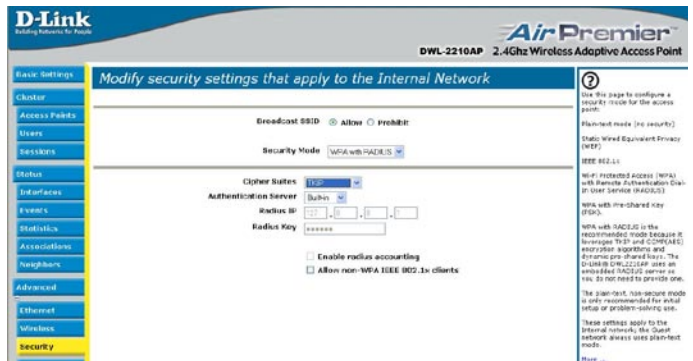 D-Link
Building Networks for People
Air Premier™
DWL-2210AP 2.4Ghz Wireless Adaptive Access Point
Basic Settings
Cluster
Access Points
Users
Sessions
Status
Interfaces
Events
Statistics
Associations
Neighbors
Advanced
Ethernet
Wireless
Security
Modify security settings that apply to the Internal Network
Broadcast SSID Allow Prohibit
Security Mode WPA with RADIUS
Cipher Suites TKIP
Authentication Server Built-in
Radius IP 127 . 0 . 0 . 1
Radius Key ******
Enable radius accounting
Allow non-WPA IEEE 802.1x clients
?
Use this page to configure a
security mode for the access
point:
Plain-text mode (no security)
Static Wired Equivalent Privacy
(WEP)
IEEE 802.1x
Wi-Fi Protected Access (WPA)
with Remote Authentication Dial-
In User Service (RADIUS)
WPA with Pre-Shared Key
(PSK).
WPA with RADIUS is the
recommended mode because it
leverages TKIP and CCMP(AES)
encryption algorithms and
dynamic pre-shared keys. The
D-Link® DWL2210AP uses an
embedded RADIUS server so
you do not need to provide one.
The plain-text, non-secure mode
is only recommended for initial
setup or problem-solving use.
These settings apply to the
Internal network; the Guest
network always uses plain-text
mode.
More ...